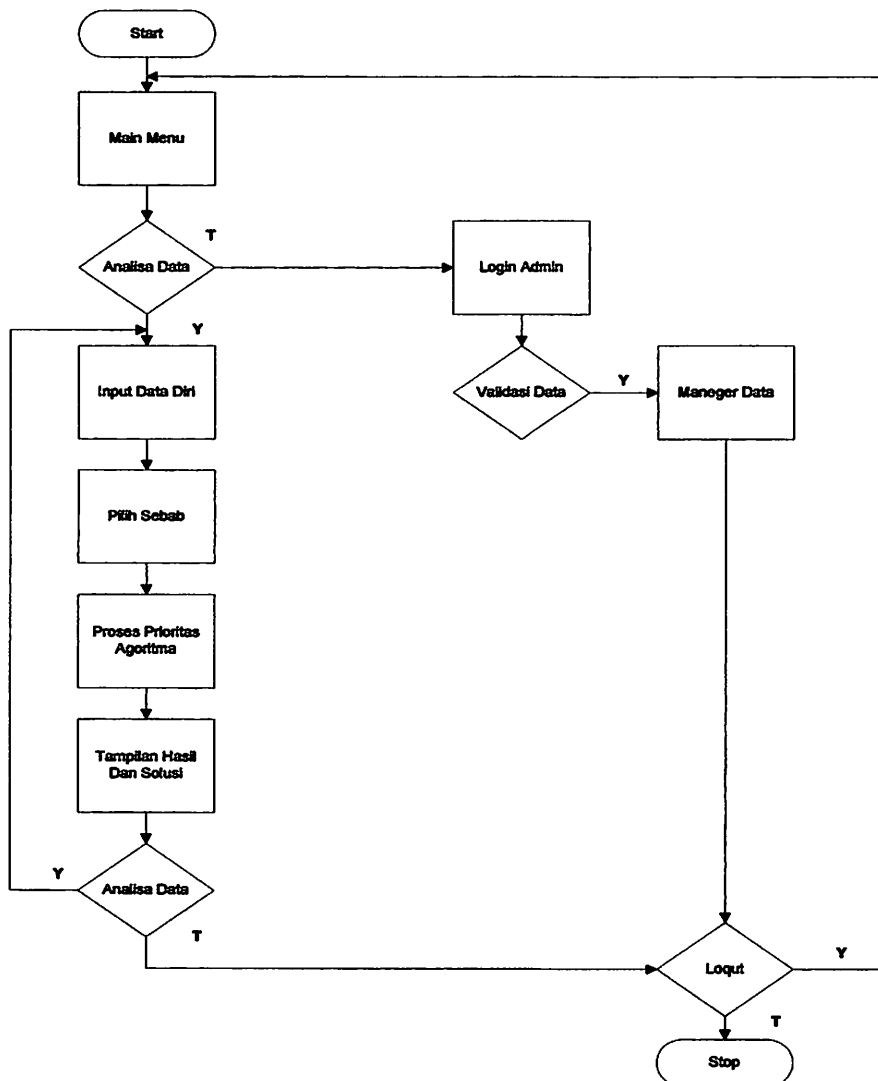 Start
Main Menu
Analisa Data
T
Login Admin
Y
Input Data Diri
Validasi Data
Y
Maneger Data
Pilih Sebab
Proses Prioritas
Agoritma
Tampilan Hasil
Dan Solusi
Y
Analisa Data
T
Loqut
Y
T
Stop